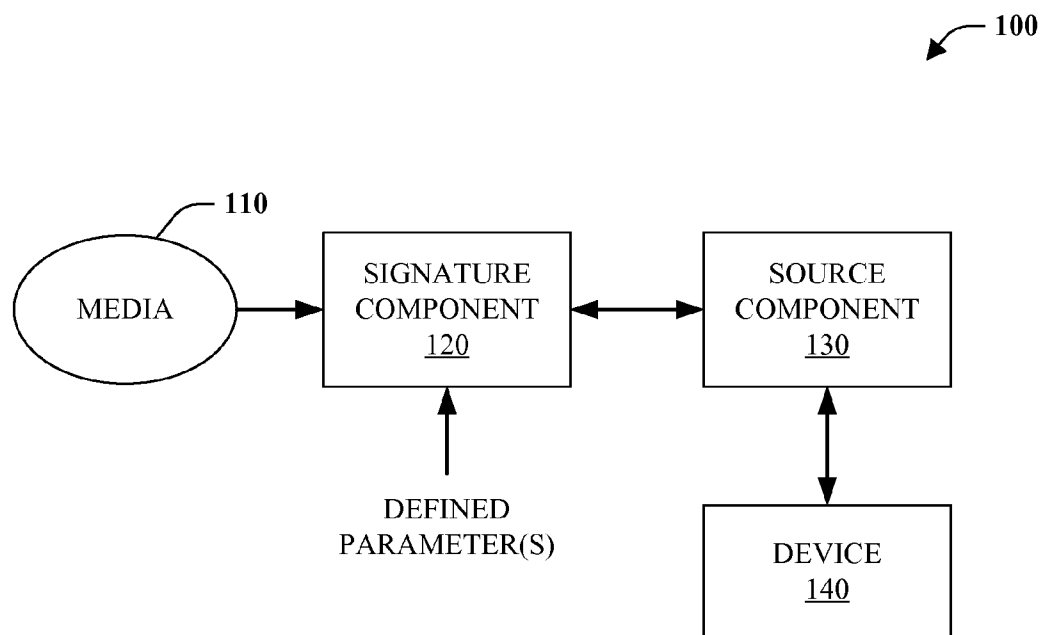 100
110
MEDIA
SIGNATURE
COMPONENT
120
SOURCE
COMPONENT
130
DEFINED
PARAMETER(S)
DEVICE
140